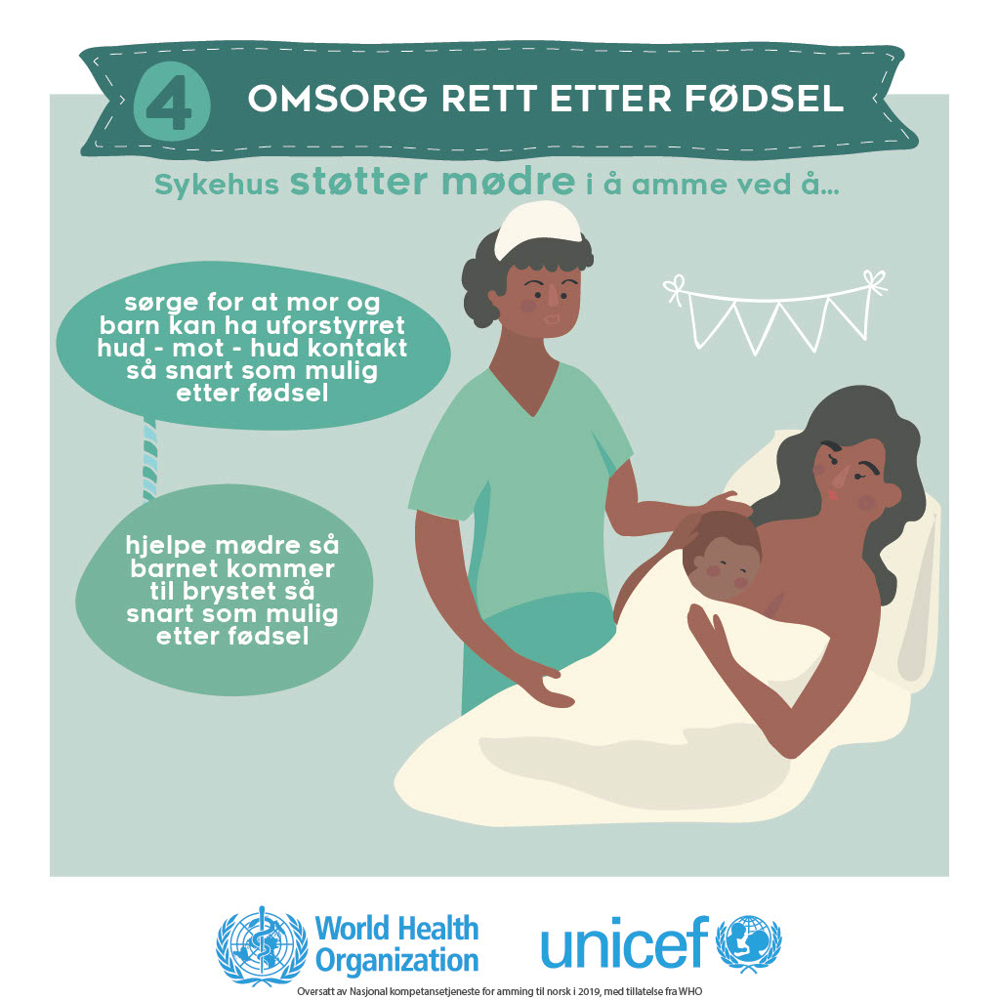 4 OMSORG RETT ETTER FØDSEL
Sykehus støtter mødre i å amme ved å...
sørge for at mor og
barn kan ha uforstyrret
hud - mot - hud kontakt
så snart som mulig
etter fødsel
hjelpe mødre så
barnet kommer
til brystet så
snart som mulig
etter fødsel
World Health
Organization
unicef
Oversatt av Nasjonal kompetansetjeneste for amming til norsk i 2019, med tillatelse fra WHO